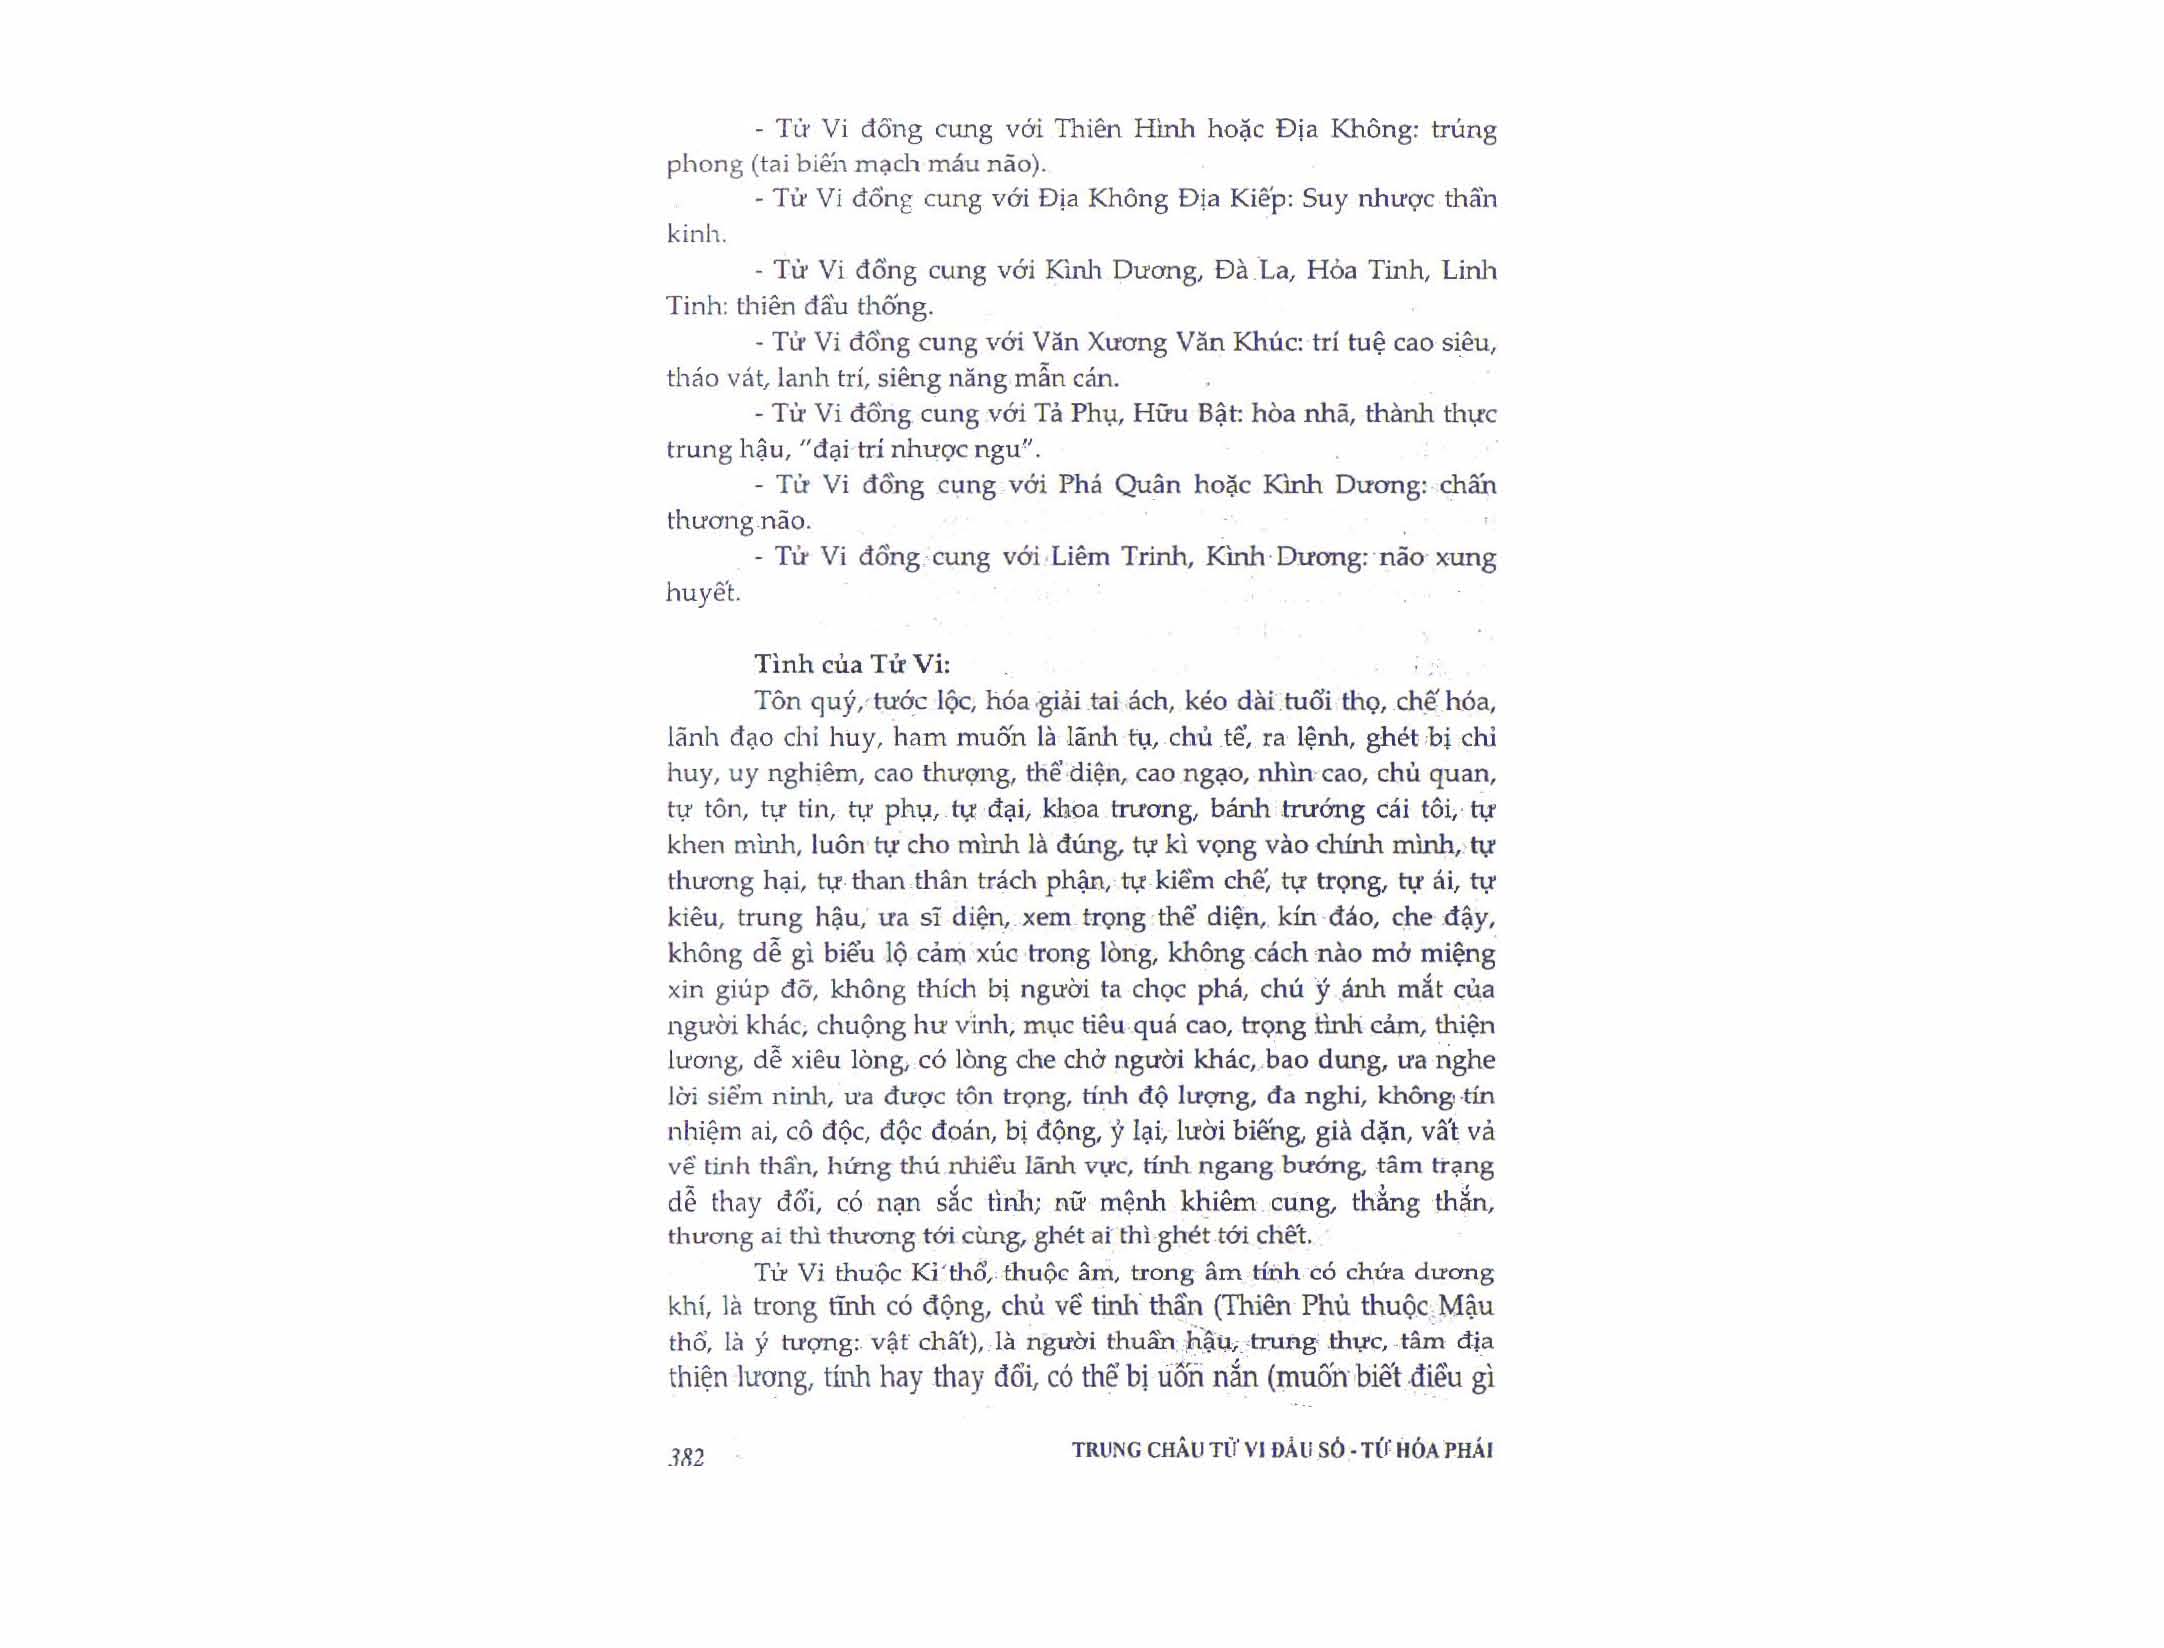 - Tử Vi đồng cung với Thiên Hình hoặc Địa Không: trúng
phong (tai biến mạch máu não).
- Tử Vi đồng cung với Địa Không Địa Kiếp: Suy nhược thần
kinh.
- Tử Vi đồng cung với Kình Dương, Đà La, Hỏa Tinh, Linh
Tinh: thiên đầu thống.
- Tử Vi đồng cung với Văn Xương Văn Khúc: trí tuệ cao siêu,
tháo vát, lanh trí, siêng năng mẫn cán.
- Tử Vi đồng cung với Tả Phụ, Hữu Bật: hòa nhã, thành thực
trung hậu, "đại trí nhược ngu".
- Tử Vi đồng cung với Phá Quân hoặc Kình Dương: chấn
thương não.
- Tử Vi đồng cung với Liêm Trinh, Kình Dương: não xung
huyết.
Tình của Tử Vi:
Tôn quý, tước lộc, hóa giải tai ách, kéo dài tuổi thọ, chế hóa,
lãnh đạo chỉ huy, ham muốn là lãnh tụ, chủ tể, ra lệnh, ghét bị chỉ
huy, uy nghiêm, cao thượng, thể diện, cao ngạo, nhìn cao, chủ quan,
tự tôn, tự tin, tự phụ, tự đại, khoa trương, bánh trướng cái tôi, tự
khen mình, luôn tự cho mình là đúng, tự kì vọng vào chính mình, tự
thương hại, tự than thân trách phận, tự kiềm chế, tự trọng, tự ái, tự
kiêu, trung hậu, ưa sĩ diện, xem trọng thể diện, kín đáo, che đậy,
không dễ gì biểu lộ cảm xúc trong lòng, không cách nào mở miệng
xin giúp đỡ, không thích bị người ta chọc phá, chú ý ánh mắt của
người khác, chuộng hư vinh, mục tiêu quá cao, trọng tình cảm, thiện
lương, dễ xiêu lòng, có lòng che chở người khác, bao dung, ưa nghe
lời siểm nịnh, ưa được tôn trọng, tính độ lượng, đa nghi, không tín
nhiệm ai, cô độc, độc đoán, bị động, ỷ lại, lười biếng, già dặn, vất vả
về tinh thần, hứng thú nhiều lãnh vực, tính ngang bướng, tâm trạng
dễ thay đổi, có nạn sắc tình; nữ mệnh khiêm cung, thẳng thắn,
thương ai thì thương tới cùng, ghét ai thì ghét tới chết.
Tử Vi thuộc Kỉ thổ, thuộc âm, trong âm tính có chứa dương
khí, là trong tĩnh có động, chủ về tinh thần (Thiên Phủ thuộc Mậu
thổ, là ý tượng: vật chất), là người thuần hậu, trung thực, tâm địa
thiện lương, tính hay thay đổi, có thể bị uốn nắn (muốn biết điều gì
382
TRUNG CHÂU TỬ VI ĐẨU SỐ - TỨ HÓA PHÁI